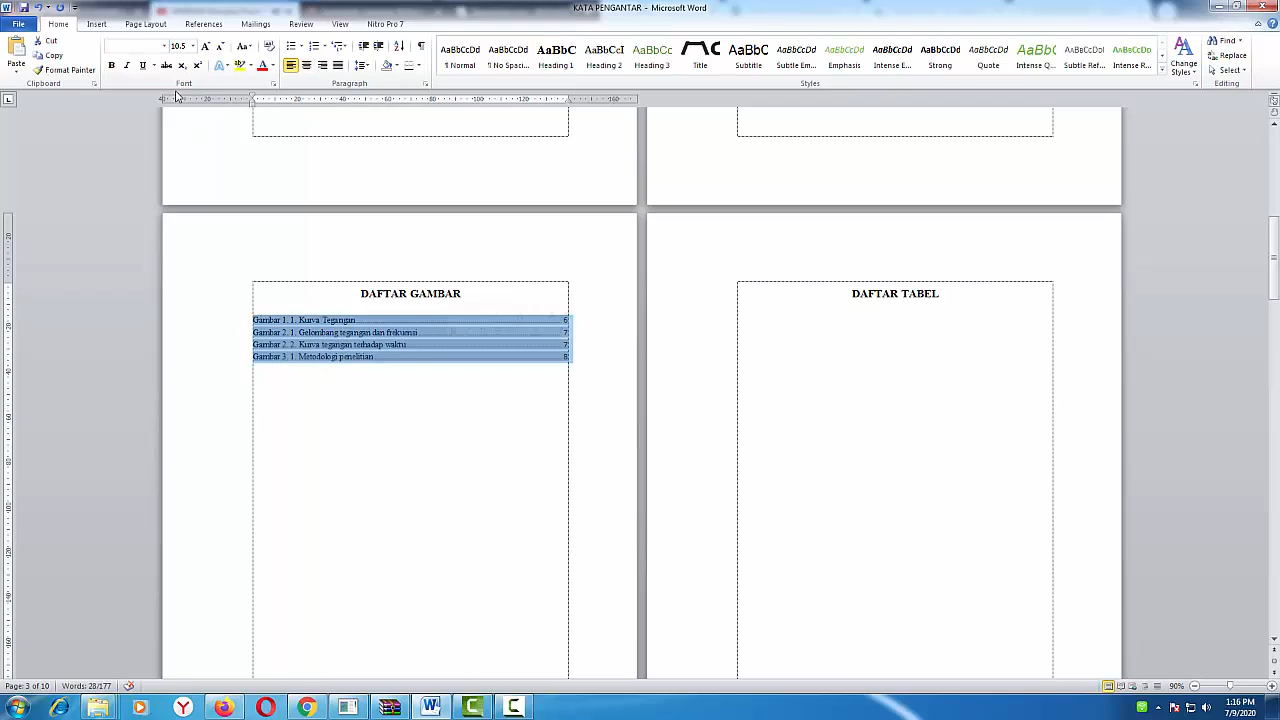 KATA PENGANTAR - Microsoft Word
File Home Insert Page Layout References Mailings Review View Nitro Pro 7
Paste Cut Copy Format Painter
10.5
AaBbCcDd AaBbCcDd AaBbC AaBbCcI AaBbCc AaBbC AaBbCcDd AaBbCcDd AaBbCcDd AaBbCcDd AaBbCcDd AaBbC AaBbCcDd AaBbCcDd
¶ Normal ¶ No Spaci... Heading 1 Heading 2 Heading 3 Title Subtitle Subtle Em... Emphasis Intense E... Strong Quote Intense Q... Subtle Ref... Intense R...
Change Styles
Find Replace Select
Clipboard Font Paragraph Styles Editing
DAFTAR GAMBAR
Gambar 1. 1. Kurva Tegangan 6
Gambar 2. 1. Gelombang tegangan dan frekuensi 7
Gambar 2. 2. Kurva tegangan terhadap waktu 7
Gambar 3. 1. Metodologi penelitian 8
DAFTAR TABEL
Page: 3 of 10 Words: 28/177 90%
1:16 PM
7/9/2020